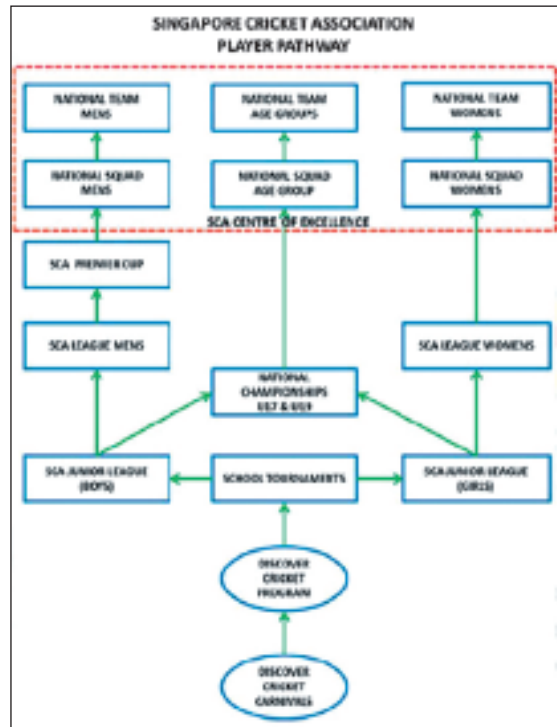 SINGAPORE CRICKET ASSOCIATION
PLAYER PATHWAY
NATIONAL TEAM
MENS
NATIONAL TEAM
AGE GROUPS
NATIONAL TEAM
WOMENS
NATIONAL SQUAD
MENS
NATIONAL SQUAD
AGE GROUP
NATIONAL SQUAD
WOMENS
SCA CENTRE OF EXCELLENCE
SCA PREMIER CUP
SCA LEAGUE MENS
SCA LEAGUE WOMENS
NATIONAL
CHAMPIONSHIPS
U17 & U19
SCA JUNIOR LEAGUE
(BOYS)
SCHOOL TOURNAMENTS
SCA JUNIOR LEAGUE
(GIRLS)
DISCOVER
CRICKET
PROGRAM
DISCOVER
CRICKET
CARNIVALS